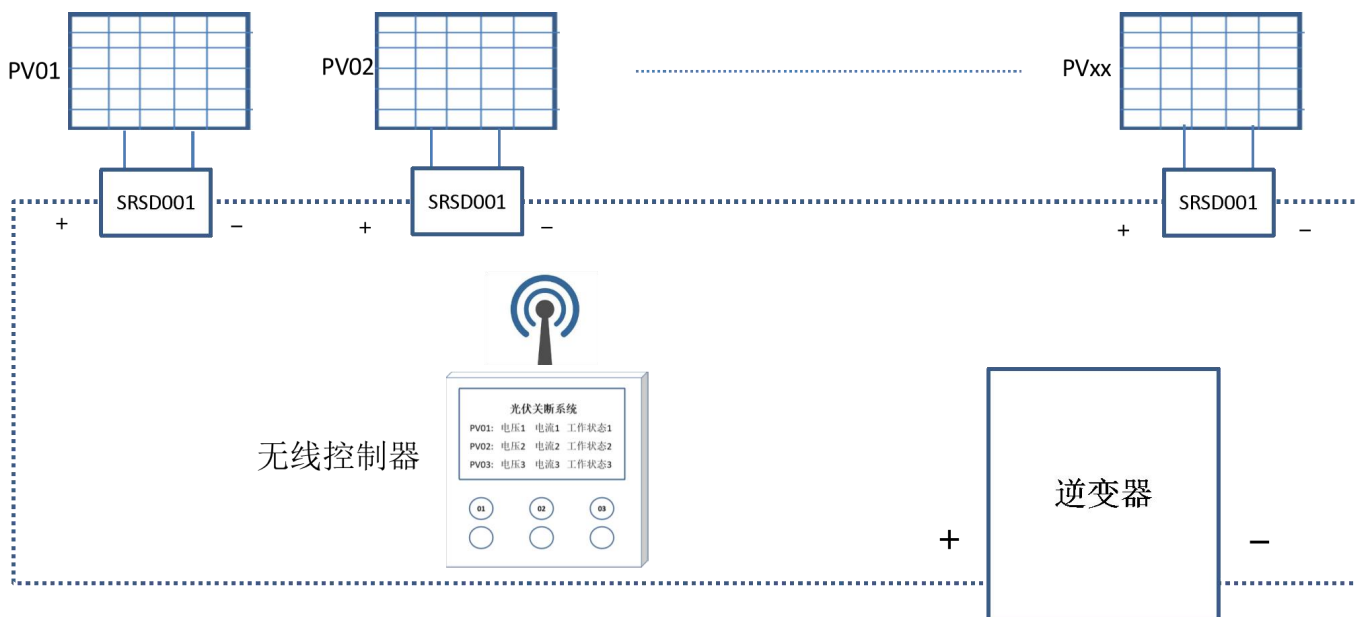 PV01
PV02
PVxx
SRSD001
SRSD001
SRSD001
+
−
+
−
+
−
光伏关断系统
PV01: 电压1 电流1 工作状态1
PV02: 电压2 电流2 工作状态2
PV03: 电压3 电流3 工作状态3
无线控制器
01
02
03
逆变器
+
−